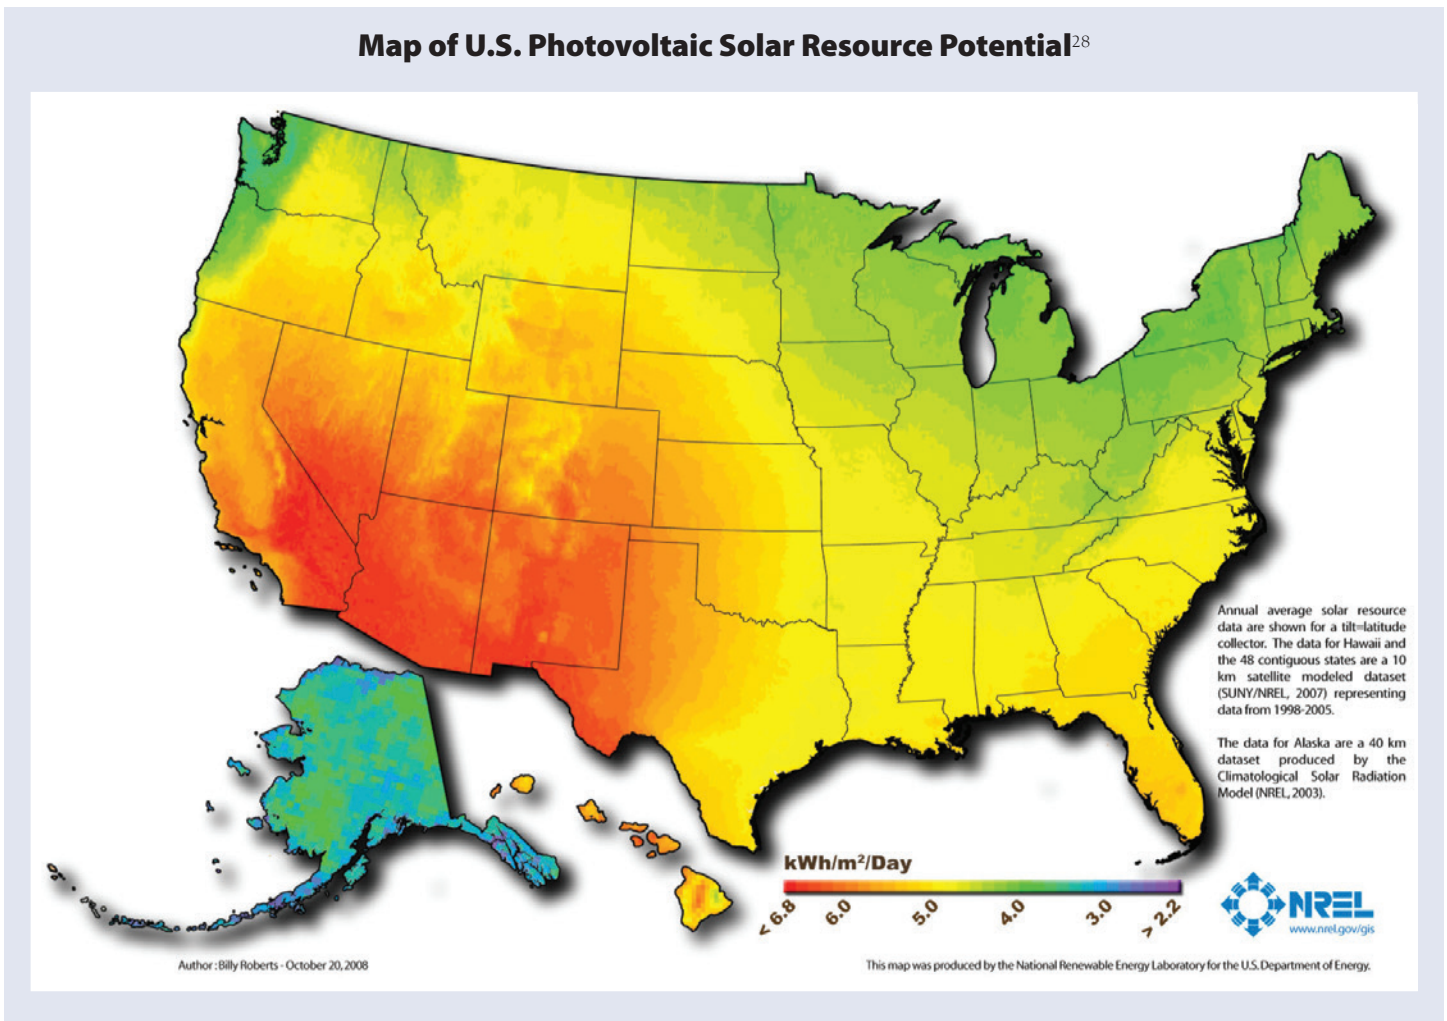 Map of U.S. Photovoltaic Solar Resource Potential28
Annual average solar resource
data are shown for a tilt=latitude
collector. The data for Hawaii and
the 48 contiguous states are a 10
km satellite modeled dataset
(SUNY/NREL, 2007) representing
data from 1998-2005.
The data for Alaska are a 40 km
dataset produced by the
Climatological Solar Radiation
Model (NREL, 2003).
kWh/m²/Day
< 6.8
6.0
5.0
4.0
3.0
> 2.2
NREL
www.nrel.gov/gis
Author : Billy Roberts - October 20, 2008
This map was produced by the National Renewable Energy Laboratory for the U.S. Department of Energy.